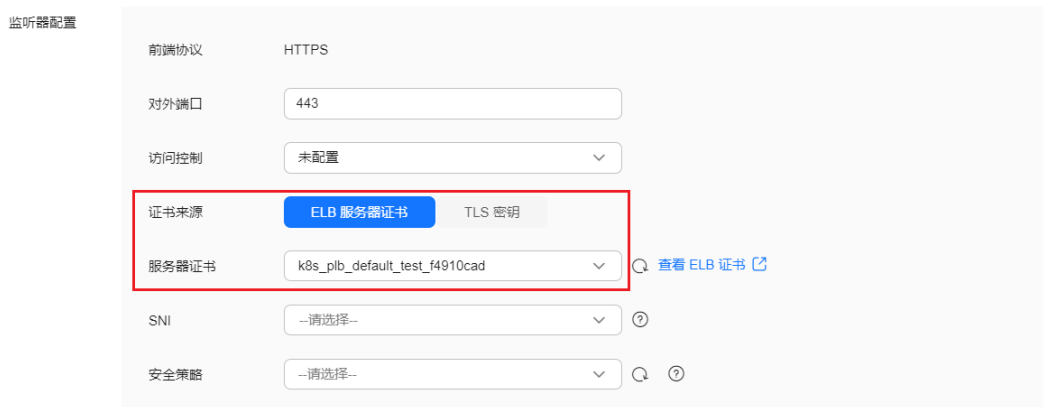 监听器配置
前端协议 HTTPS
对外端口 443
访问控制 未配置
证书来源 ELB 服务器证书 TLS 密钥
服务器证书 k8s_plb_default_test_f4910cad 查看 ELB 证书
SNI --请选择--
安全策略 --请选择--